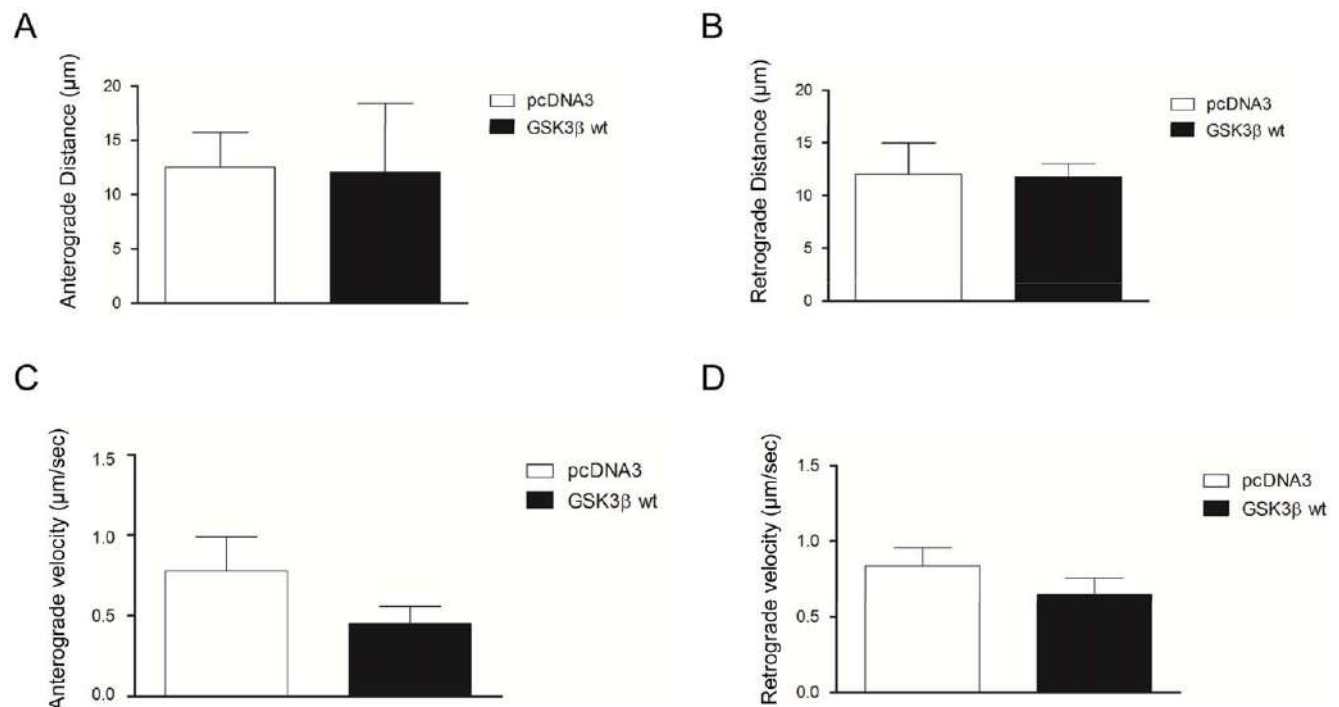 A
Anterograde Distance (µm)
20
15
10
5
0
pcDNA3
GSK3β wt
B
Retrograde Distance (µm)
20
15
10
5
0
pcDNA3
GSK3β wt
C
Anterograde velocity (µm/sec)
1.5
1.0
0.5
0.0
pcDNA3
GSK3β wt
D
Retrograde velocity (µm/sec)
1.5
1.0
0.5
0.0
pcDNA3
GSK3β wt